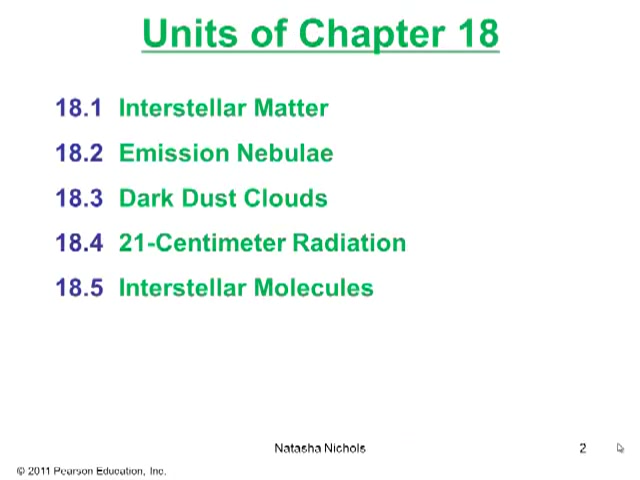 Units of Chapter 18
18.1 Interstellar Matter
18.2 Emission Nebulae
18.3 Dark Dust Clouds
18.4 21-Centimeter Radiation
18.5 Interstellar Molecules
Natasha Nichols 2
© 2011 Pearson Education, Inc.